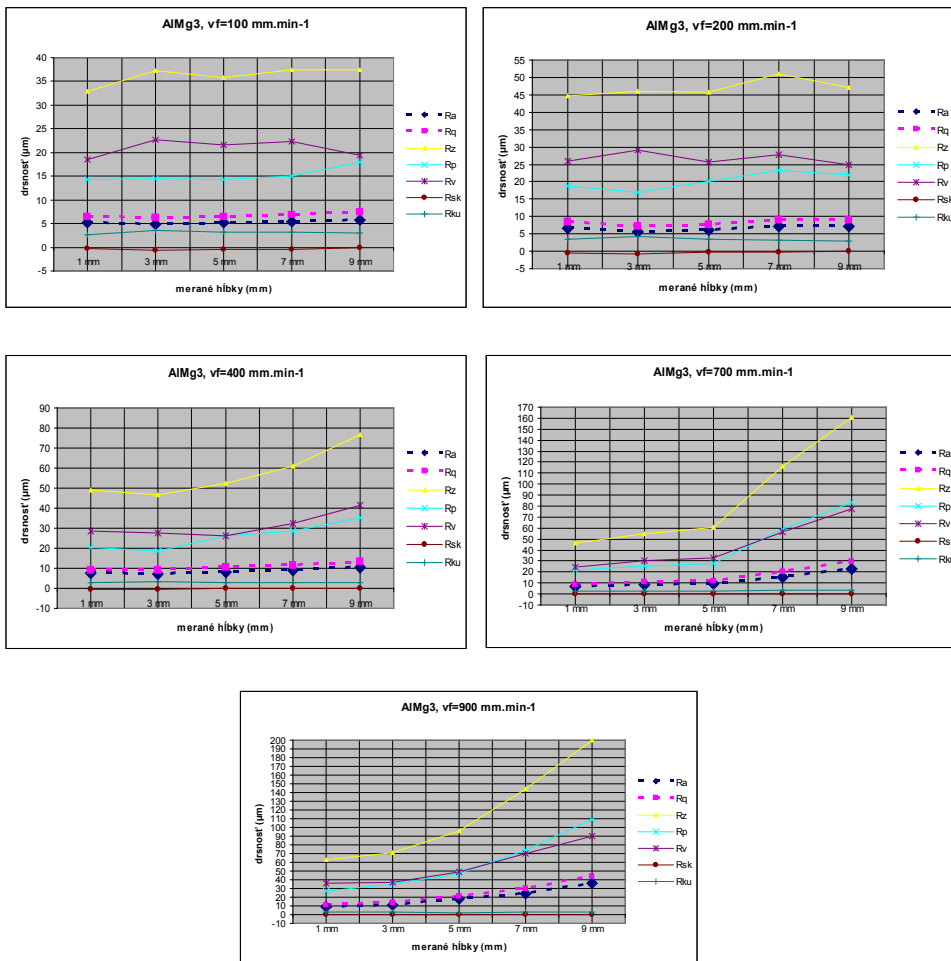 AlMg3, vf=100 mm.min-1
40
35
30
25
20
15
10
5
0
-5
drsnosť (µm)
1 mm 3 mm 5 mm 7 mm 9 mm
merané hĺbky (mm)
Ra
Rq
Rz
Rp
Rv
Rsk
Rku
AlMg3, vf=200 mm.min-1
55
50
45
40
35
30
25
20
15
10
5
0
-5
drsnosť (µm)
1 mm 3 mm 5 mm 7 mm 9 mm
merané hĺbky (mm)
Ra
Rq
Rz
Rp
Rv
Rsk
Rku
AlMg3, vf=400 mm.min-1
90
80
70
60
50
40
30
20
10
0
-10
drsnosť (µm)
1 mm 3 mm 5 mm 7 mm 9 mm
merané hĺbky (mm)
Ra
Rq
Rz
Rp
Rv
Rsk
Rku
AlMg3, vf=700 mm.min-1
170
160
150
140
130
120
110
100
90
80
70
60
50
40
30
20
10
0
-10
drsnosť (µm)
1 mm 3 mm 5 mm 7 mm 9 mm
merané hĺbky (mm)
Ra
Rq
Rz
Rp
Rv
Rs
Rk
AlMg3, vf=900 mm.min-1
200
190
180
170
160
150
140
130
120
110
100
90
80
70
60
50
40
30
20
10
0
-10
drsnosť (µm)
1 mm 3 mm 5 mm 7 mm 9 mm
merané hĺbky (mm)
Ra
Rq
Rz
Rp
Rv
Rsk
Rku